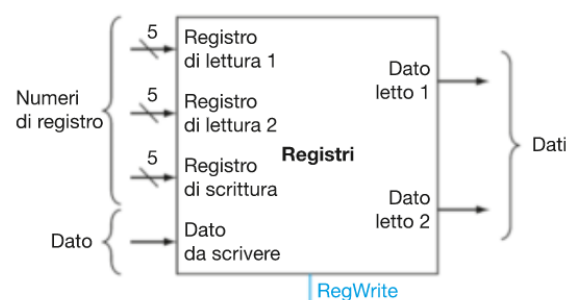 Numeri
di registro
Dato
5
Registro
di lettura 1
5
Registro
di lettura 2
5
Registro
di scrittura
Dato
da scrivere
Registri
Dato
letto 1
Dato
letto 2
Dati
RegWrite